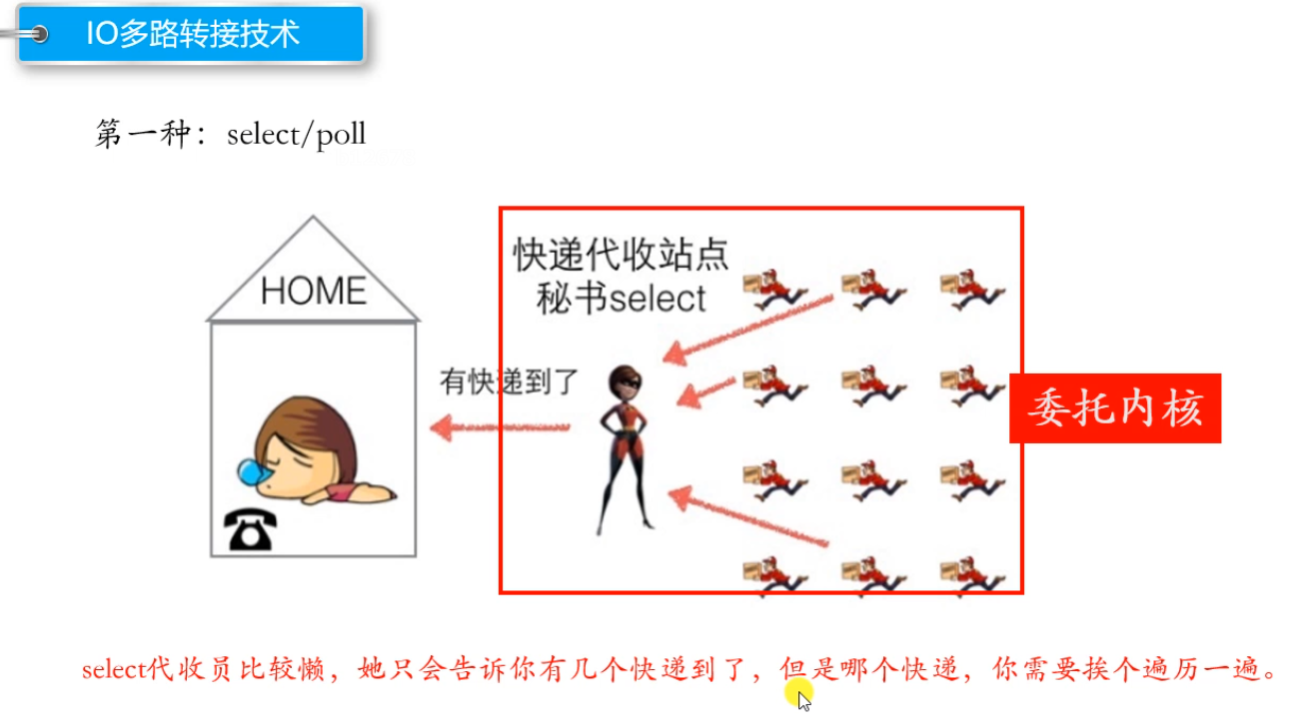 IO多路转接技术
第一种：select/poll
HOME
快递代收站点
秘书select
有快递到了
委托内核
select代收员比较懒，她只会告诉你有几个快递到了，但是哪个快递，你需要挨个遍历一遍。